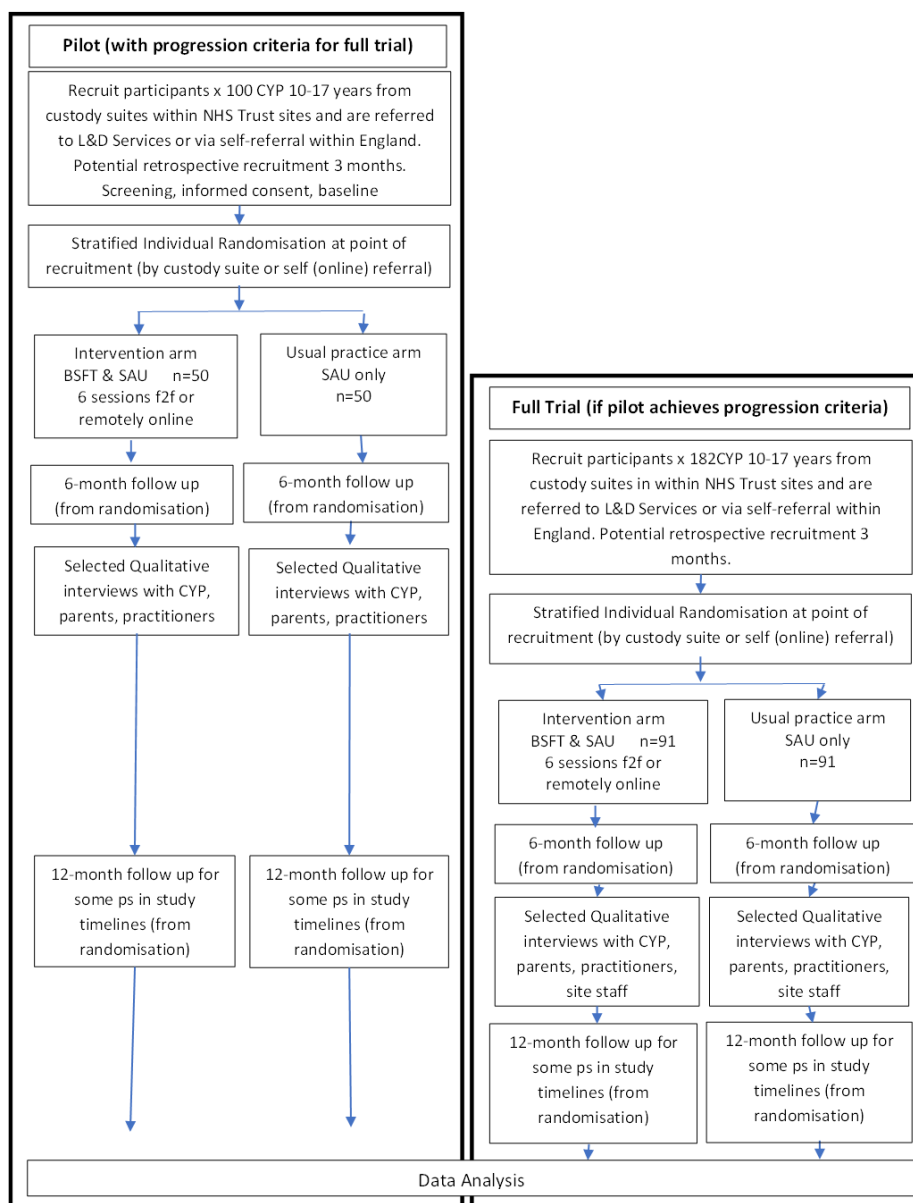 Pilot (with progression criteria for full trial)
Recruit participants x 100 CYP 10-17 years from
custody suites within NHS Trust sites and are referred
to L&D Services or via self-referral within England.
Potential retrospective recruitment 3 months.
Screening, informed consent, baseline
Stratified Individual Randomisation at point of
recruitment (by custody suite or self (online) referral)
Intervention arm
BSFT & SAU n=50
6 sessions f2f or
remotely online
Usual practice arm
SAU only
n=50
6-month follow up
(from randomisation)
6-month follow up
(from randomisation)
Selected Qualitative
interviews with CYP,
parents, practitioners
Selected Qualitative
interviews with CYP,
parents, practitioners
12-month follow up for
some ps in study
timelines (from
randomisation)
12-month follow up for
some ps in study
timelines (from
randomisation)
Full Trial (if pilot achieves progression criteria)
Recruit participants x 182CYP 10-17 years from
custody suites in within NHS Trust sites and are
referred to L&D Services or via self-referral within
England. Potential retrospective recruitment 3
months.
Stratified Individual Randomisation at point of
recruitment (by custody suite or self (online) referral)
Intervention arm
BSFT & SAU n=91
6 sessions f2f or
remotely online
Usual practice arm
SAU only
n=91
6-month follow up
(from randomisation)
6-month follow up
(from randomisation)
Selected Qualitative
interviews with CYP,
parents, practitioners,
site staff
Selected Qualitative
interviews with CYP,
parents, practitioners,
site staff
12-month follow up for
some ps in study
timelines (from
randomisation)
12-month follow up for
some ps in study
timelines (from
randomisation)
Data Analysis